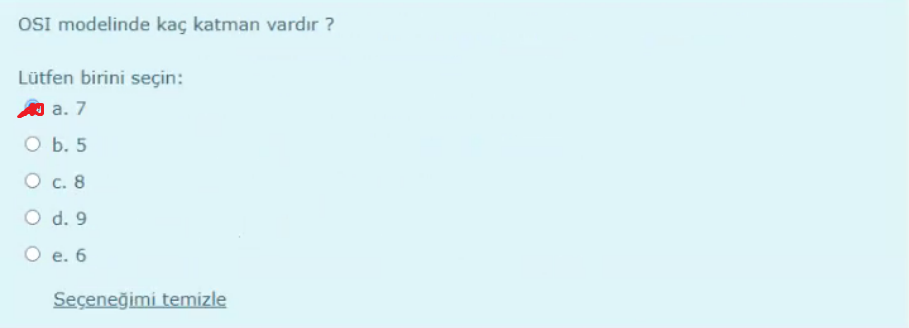 OSI modelinde kaç katman vardır ?
Lütfen birini seçin:
a. 7
b. 5
c. 8
d. 9
e. 6
Seçeneğimi temizle